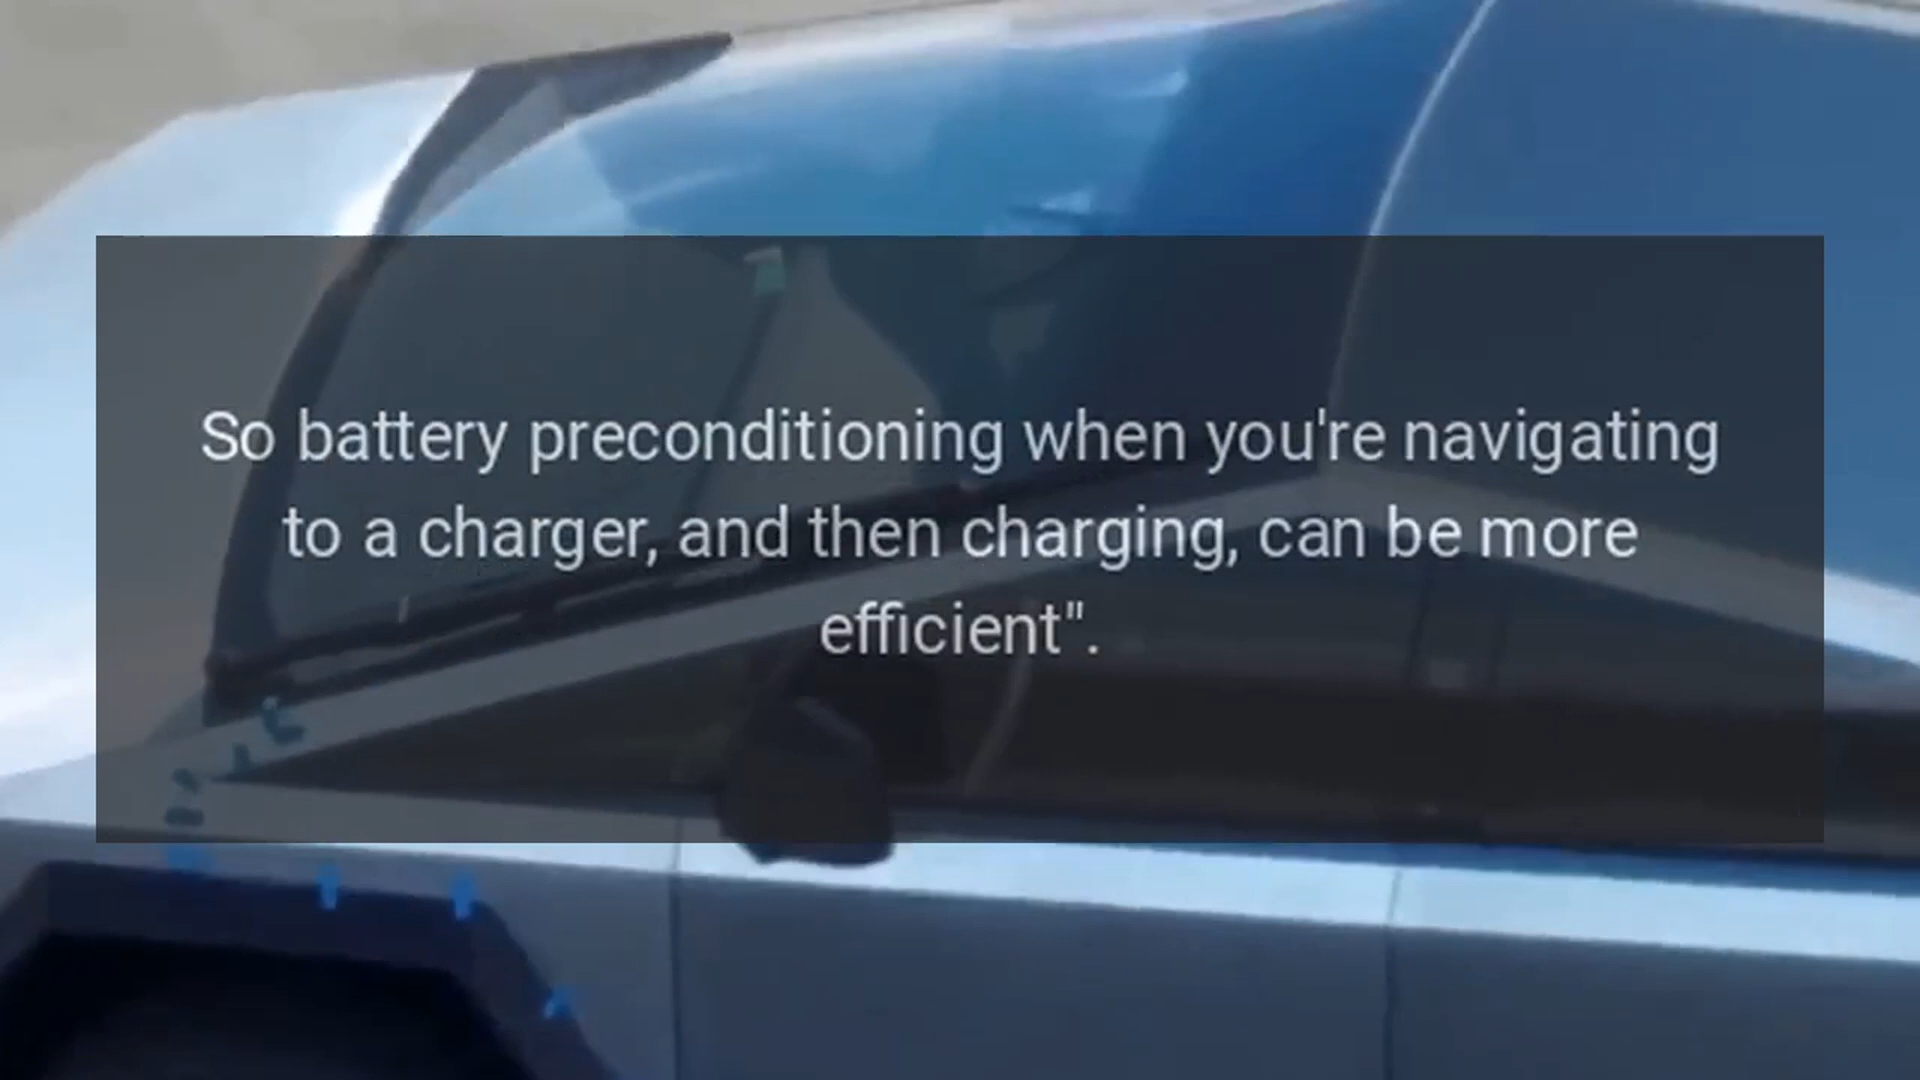 So battery preconditioning when you're navigating
to a charger, and then charging, can be more
efficient".